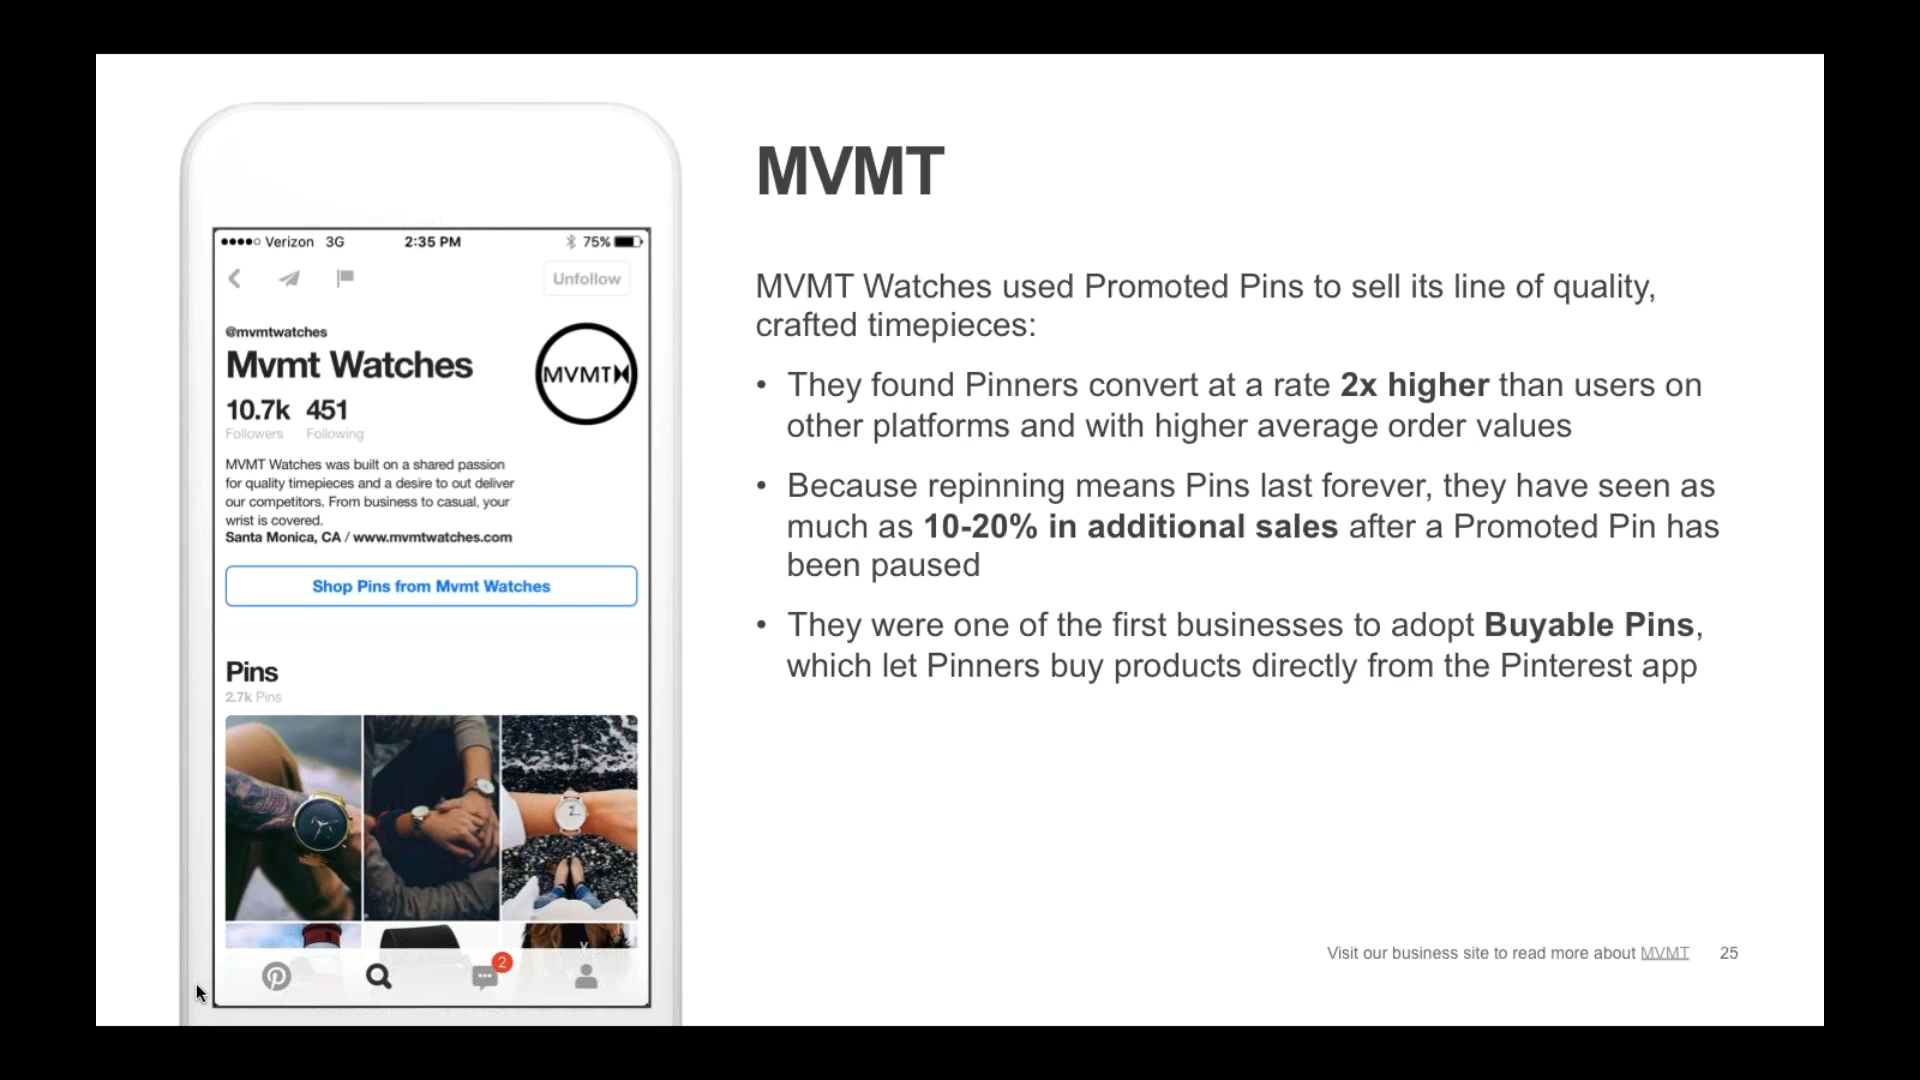 ●●●●○ Verizon 3G 2:35 PM 75%
Unfollow
@mvmtwatches
Mvmt Watches
MVMT
10.7k 451
Followers Following
MVMT Watches was built on a shared passion
for quality timepieces and a desire to out deliver
our competitors. From business to casual, your
wrist is covered.
Santa Monica, CA / www.mvmtwatches.com
Shop Pins from Mvmt Watches
Pins
2.7k Pins
2
MVMT
MVMT Watches used Promoted Pins to sell its line of quality,
crafted timepieces:
• They found Pinners convert at a rate 2x higher than users on
other platforms and with higher average order values
• Because repinning means Pins last forever, they have seen as
much as 10-20% in additional sales after a Promoted Pin has
been paused
• They were one of the first businesses to adopt Buyable Pins,
which let Pinners buy products directly from the Pinterest app
Visit our business site to read more about MVMT 25